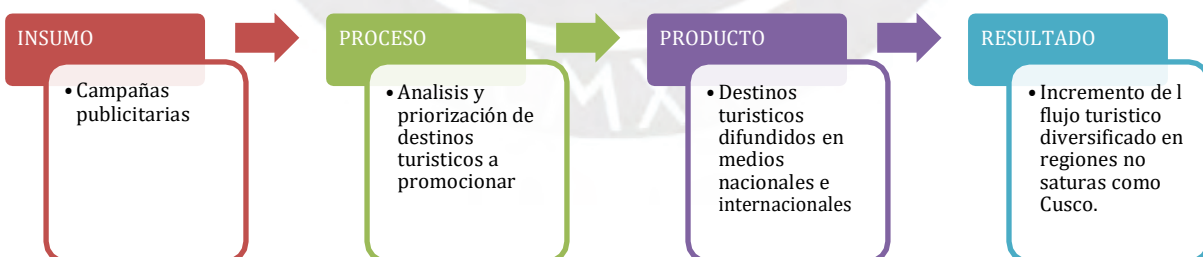 INSUMO
• Campañas
publicitarias
PROCESO
• Analisis y
priorización de
destinos
turisticos a
promocionar
PRODUCTO
• Destinos
turisticos
difundidos en
medios
nacionales e
internacionales
RESULTADO
• Incremento de l
flujo turistico
diversificado en
regiones no
saturas como
Cusco.